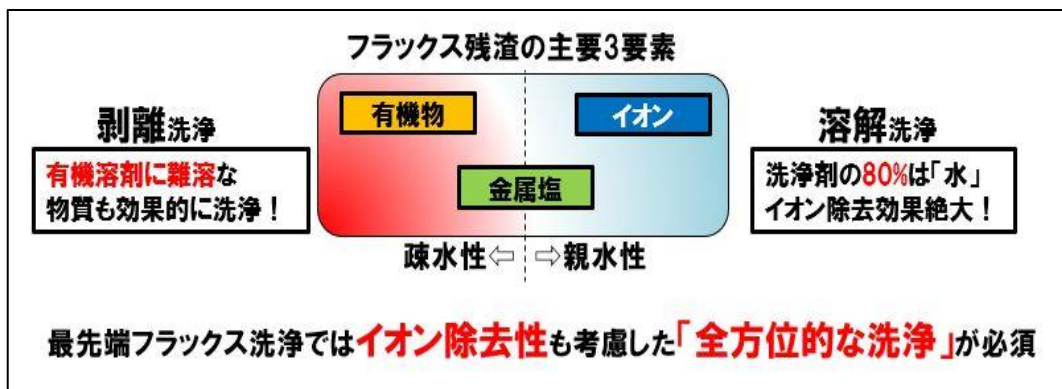 フラックス残渣の主要3要素
剥離洗浄
有機溶剤に難溶な
物質も効果的に洗浄！
有機物
イオン
金属塩
疎水性⇦ ⇨親水性
溶解洗浄
洗浄剤の80%は「水」
イオン除去効果絶大！
最先端フラックス洗浄ではイオン除去性も考慮した「全方位的な洗浄」が必須